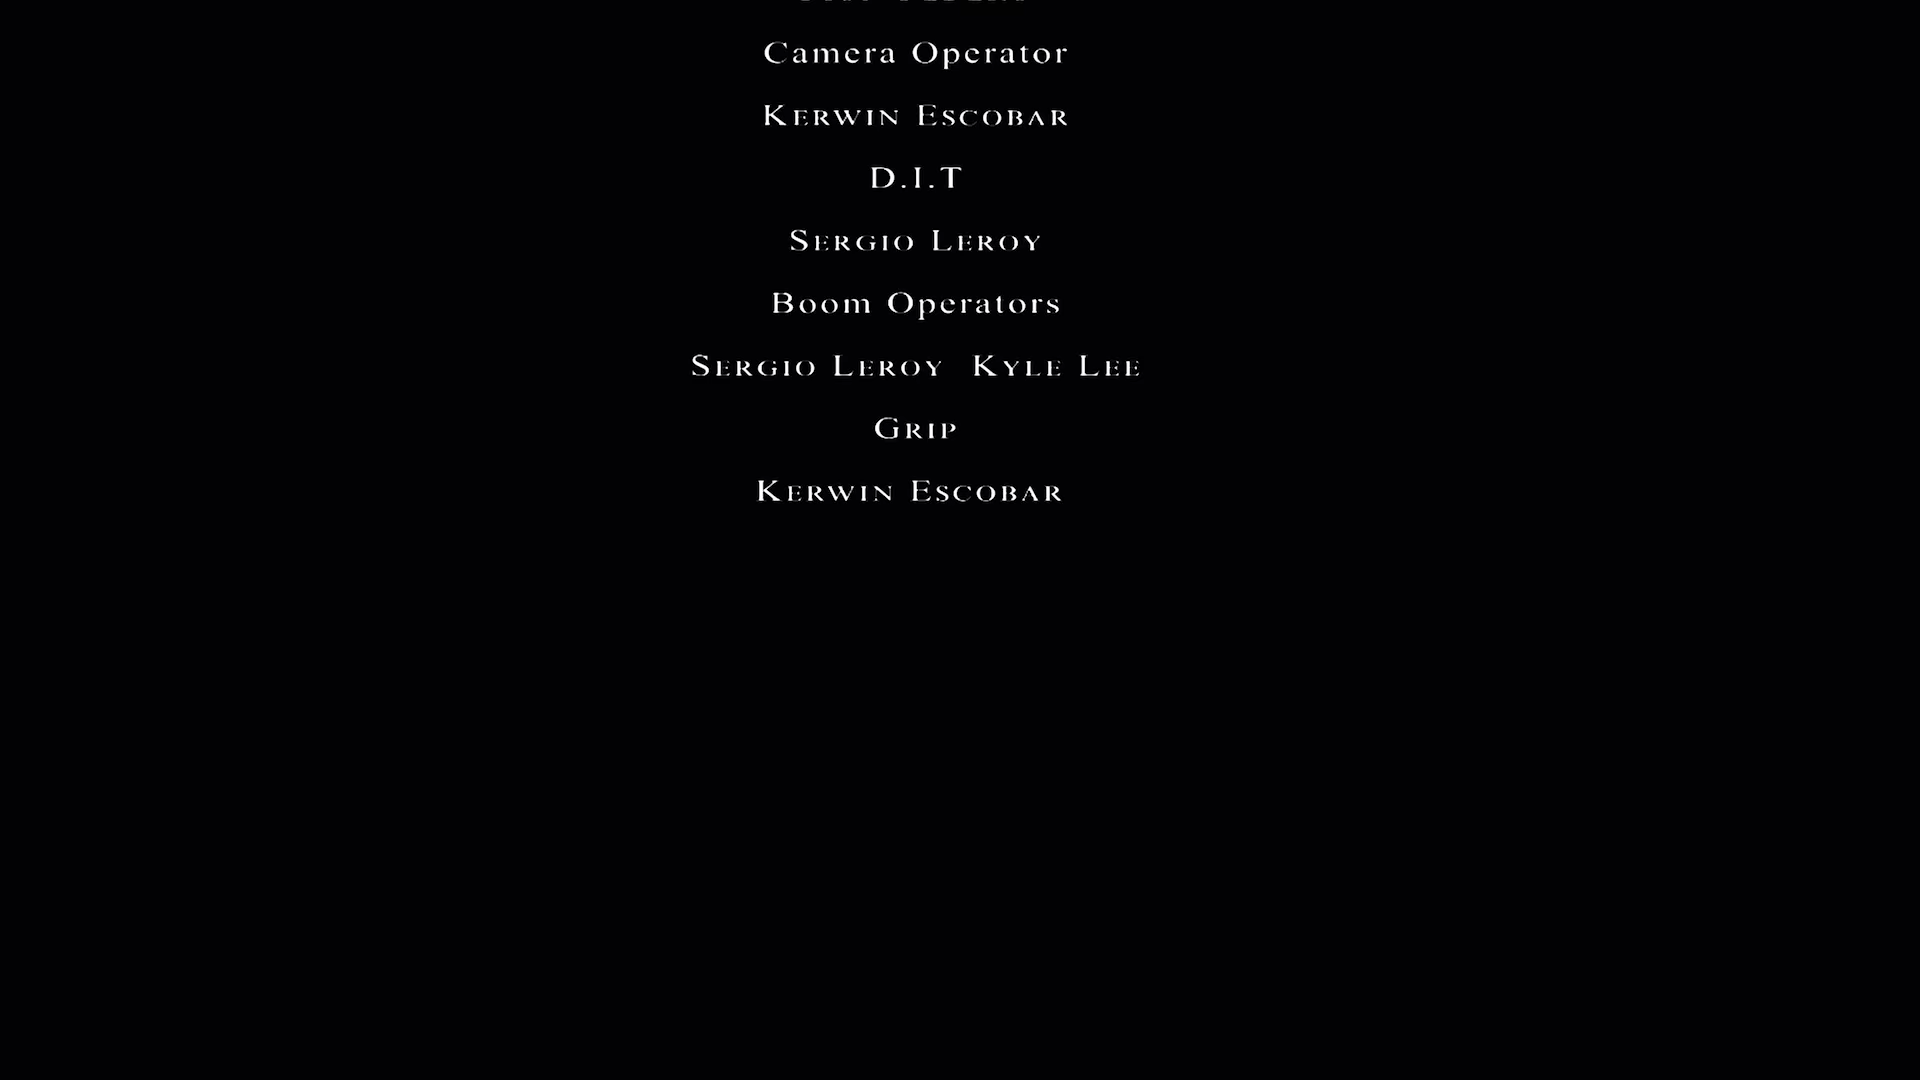 Camera Operator
Kerwin Escobar
D.I.T
Sergio Leroy
Boom Operators
Sergio Leroy Kyle Lee
Grip
Kerwin Escobar